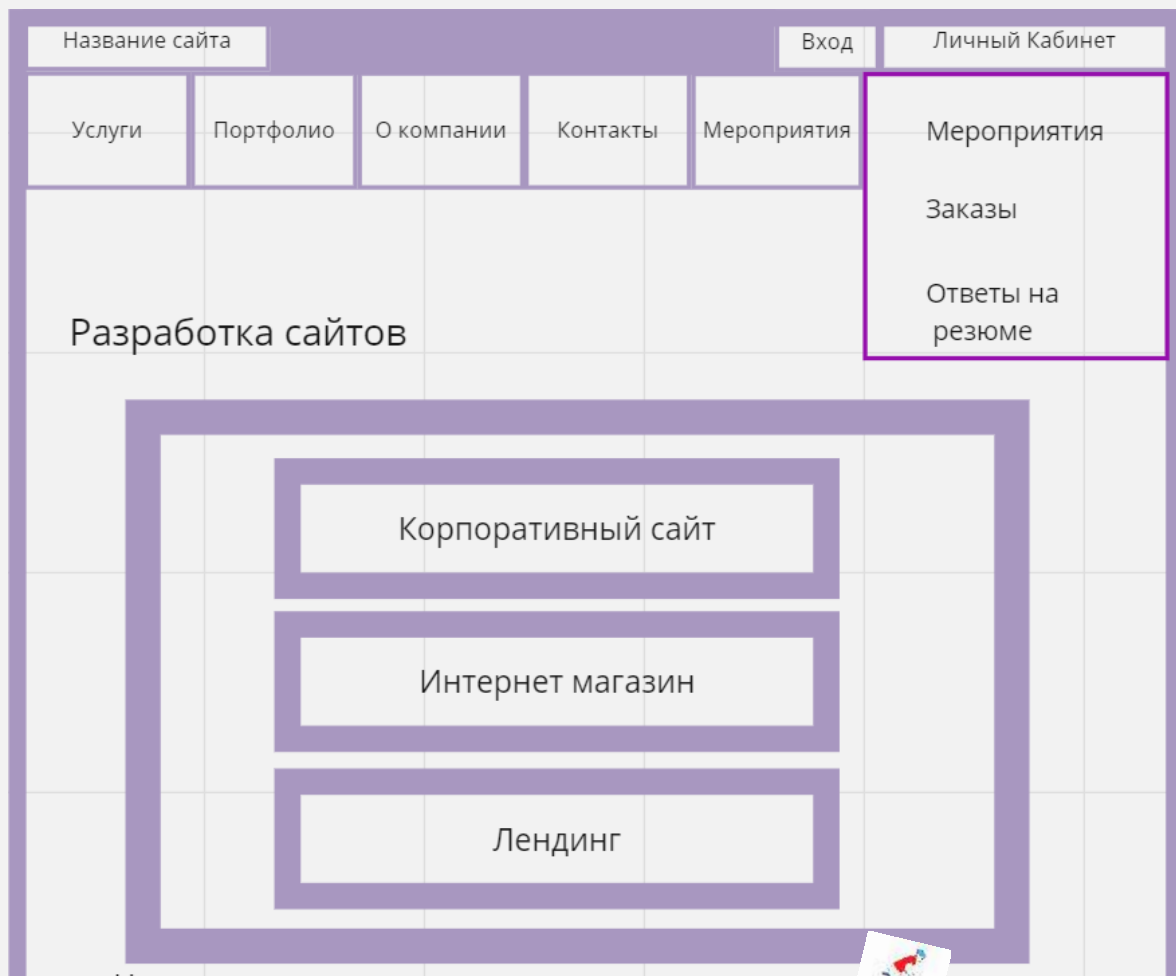 Название сайта
Вход
Личный Кабинет
Услуги
Портфолио
О компании
Контакты
Мероприятия
Мероприятия
Заказы
Ответы на
резюме
Разработка сайтов
Корпоративный сайт
Интернет магазин
Лендинг